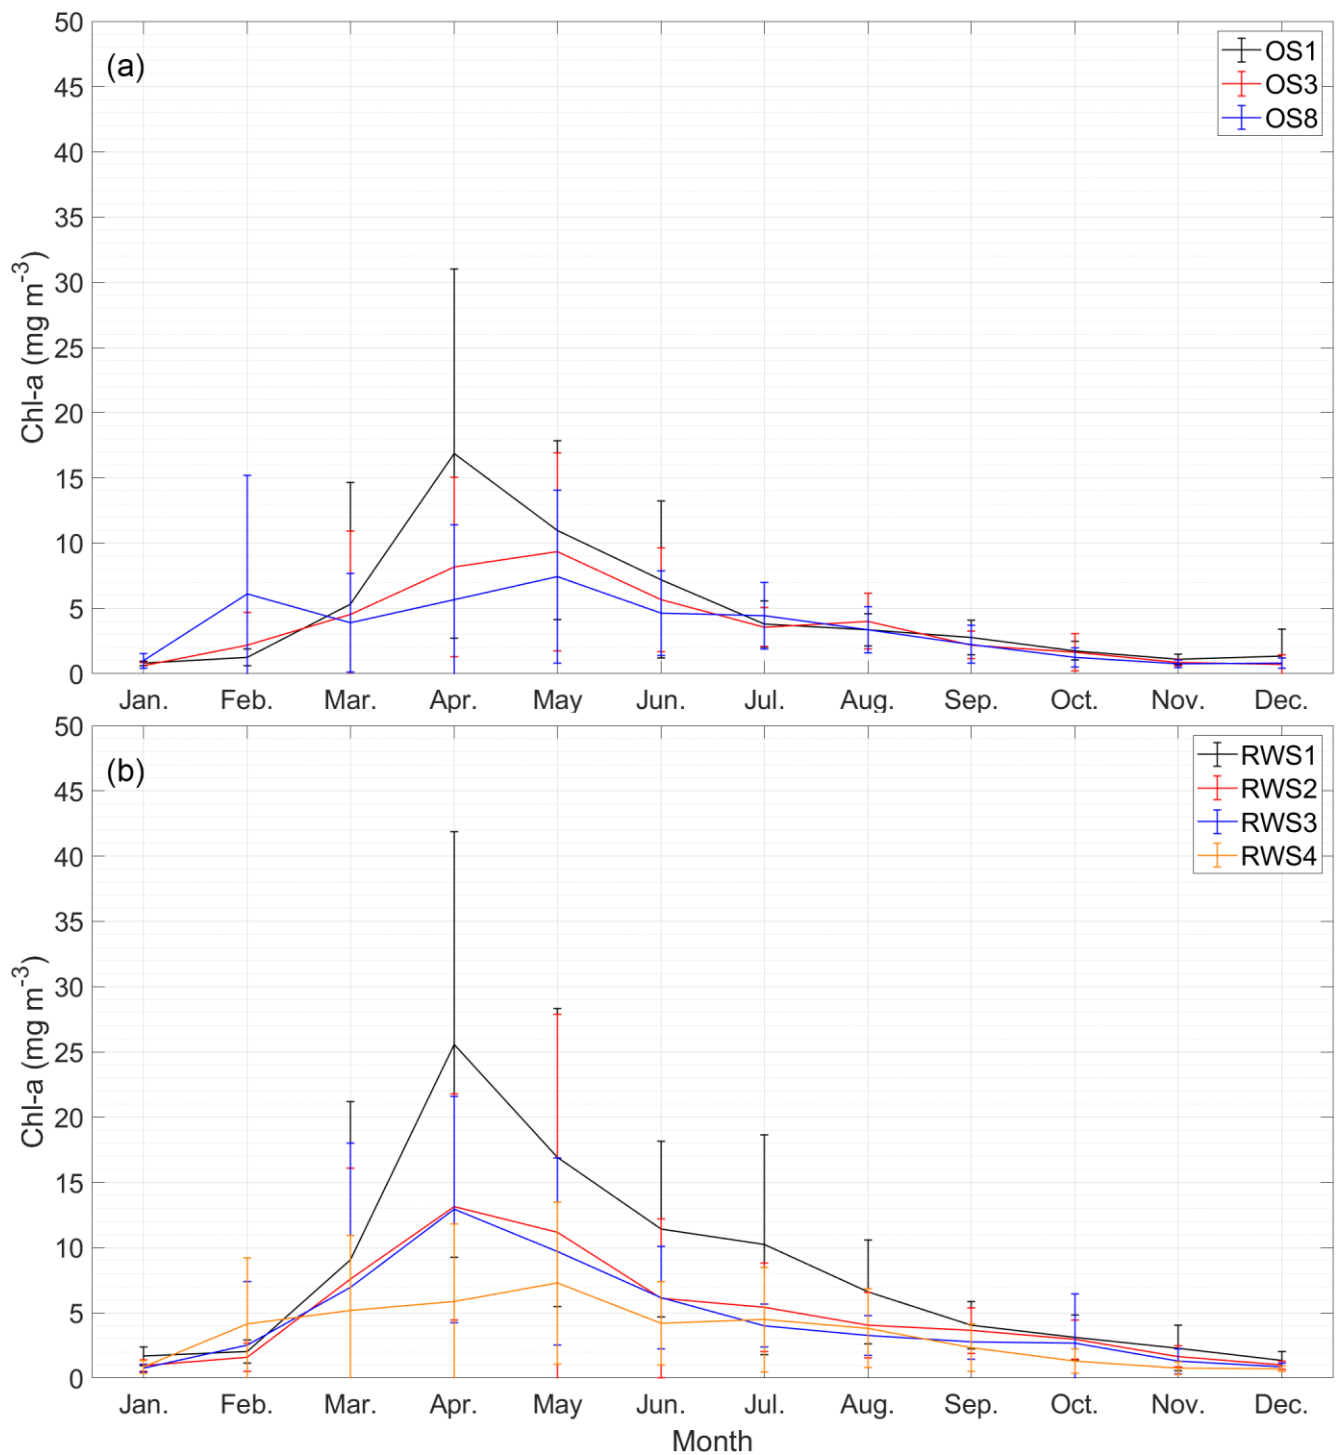 50
(a)
OS1
OS3
OS8
45
40
35
30
25
20
15
10
5
0
Chl-a (mg m⁻³)
Jan. Feb. Mar. Apr. May Jun. Jul. Aug. Sep. Oct. Nov. Dec.
50
(b)
RWS1
RWS2
RWS3
RWS4
45
40
35
30
25
20
15
10
5
0
Chl-a (mg m⁻³)
Jan. Feb. Mar. Apr. May Jun. Jul. Aug. Sep. Oct. Nov. Dec.
Month